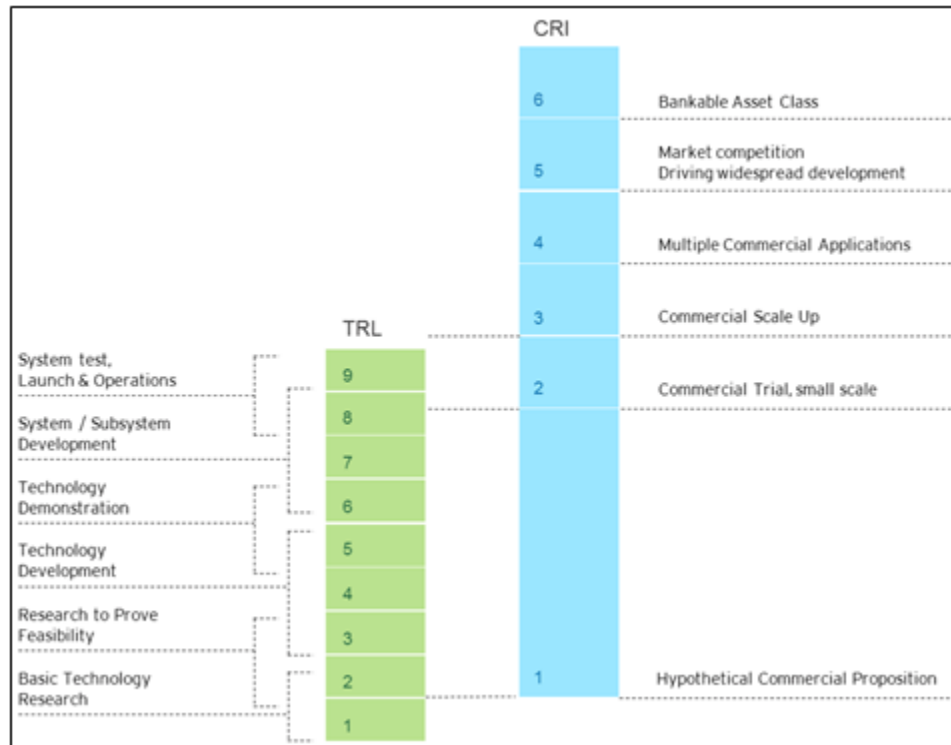 CRI
6
Bankable Asset Class
5
Market competition
Driving widespread development
4
Multiple Commercial Applications
3
Commercial Scale Up
2
Commercial Trial, small scale
1
Hypothetical Commercial Proposition
TRL
9
8
7
6
5
4
3
2
1
System test,
Launch & Operations
System / Subsystem
Development
Technology
Demonstration
Technology
Development
Research to Prove
Feasibility
Basic Technology
Research